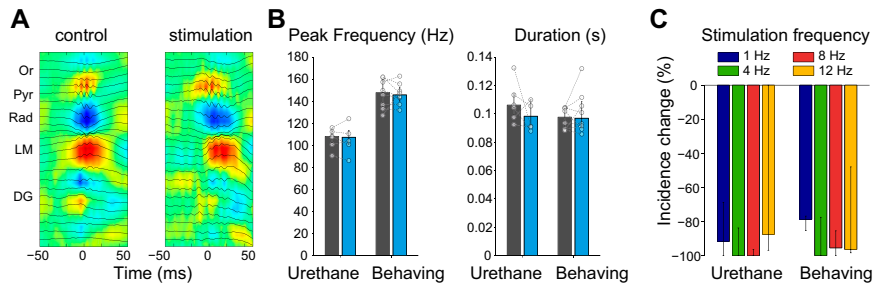 A
control
stimulation
Or
Pyr
Rad
LM
DG
−50 0 50
−50 0 50
Time (ms)
B
Peak Frequency (Hz)
180
160
140
120
100
80
60
40
20
0
Urethane Behaving
Duration (s)
0.14
0.12
0.1
0.08
0.06
0.04
0.02
0
Urethane Behaving
C
Stimulation frequency
1 Hz
8 Hz
4 Hz
12 Hz
Incidence change (%)
0
−20
−40
−60
−80
−100
Urethane Behaving